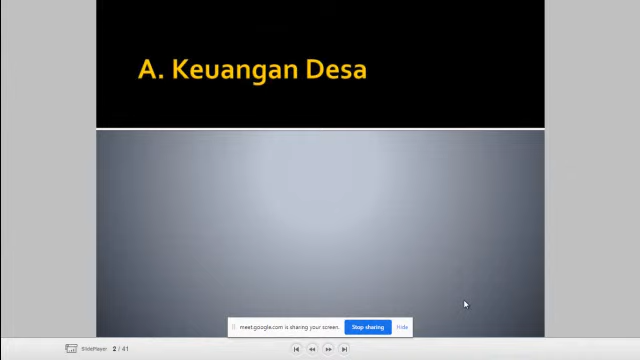 A. Keuangan Desa
meet.google.com is sharing your screen.
Stop sharing
Hide
SlidePlayer
2 / 41